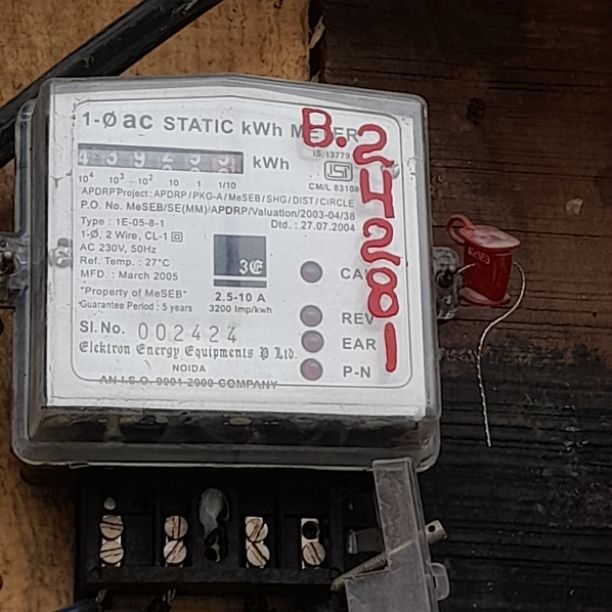 1-Ø ac STATIC kWh METER
B.24281
IS:13779
kWh
CM/L 83108
10⁴ 10³ 10² 10 1 1/10
APDRP Project : APDRP / PKG-A / MeSEB / SHG / DIST / CIRCLE
P.O. No. MeSEB/SE(MM)/APDRP/Valuation/2003-04/38
Dtd. : 27.07.2004
Type : 1E-05-8-1
1-Ø, 2 Wire, CL-1
AC 230V, 50Hz
Ref. Temp. : 27°C
MFD. : March 2005
3E
CAL
"Property of MeSEB"
Guarantee Period : 5 years
2.5-10 A
3200 Imp/kwh
REV
Sl. No. 002424
EAR
Elektron Energy Equipments P Ltd.
NOIDA
P-N
AN I.S.O. 9001-2000 COMPANY